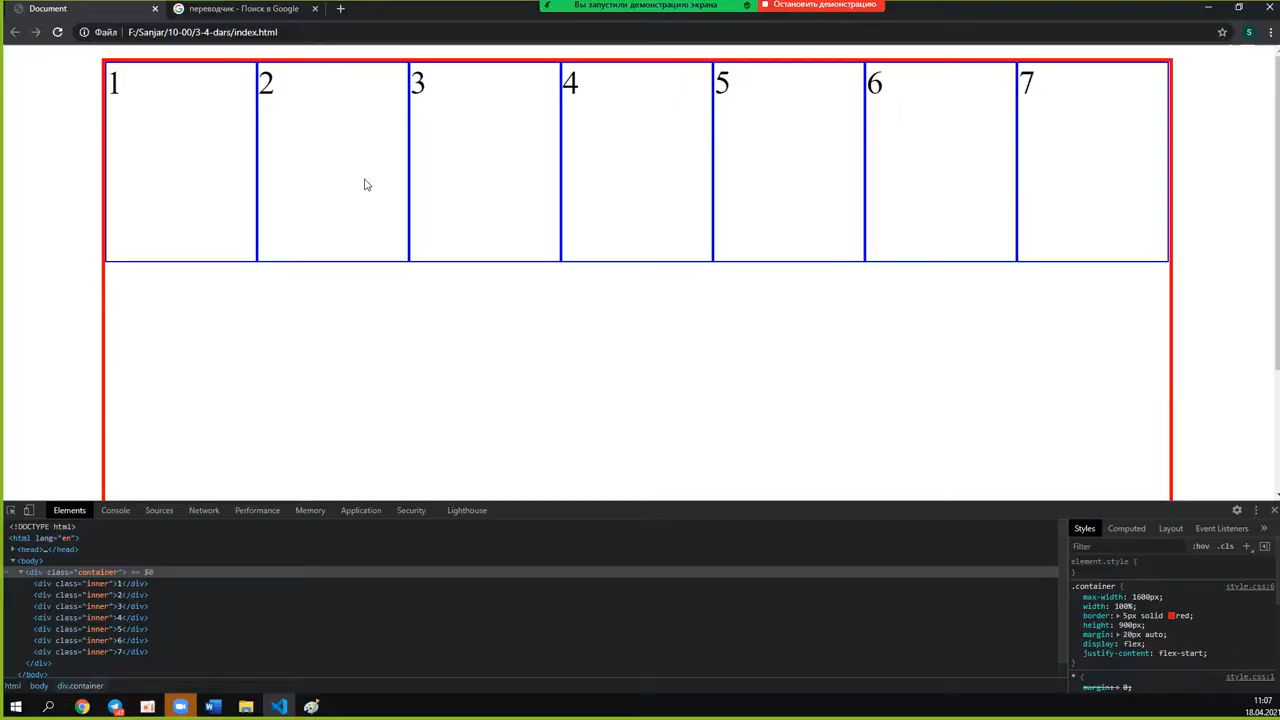 Document
переводчик - Поиск в Google
Вы запустили демонстрацию экрана
Остановить демонстрацию
Файл
F:/Sanjar/10-00/3-4-dars/index.html
S
1 2 3 4 5 6 7
Elements Console Sources Network Performance Memory Application Security Lighthouse
<!DOCTYPE html>
<html lang="en">
<head>…</head>
<body>
<div class="container"> == $0
<div class="inner">1</div>
<div class="inner">2</div>
<div class="inner">3</div>
<div class="inner">4</div>
<div class="inner">5</div>
<div class="inner">6</div>
<div class="inner">7</div>
</div>
</body>
html body div.container
Styles Computed Layout Event Listeners »
Filter :hov .cls +
element.style {
}
.container { style.css:6
max-width: 1600px;
width: 100%;
border: 5px solid red;
height: 900px;
margin: 20px auto;
display: flex;
justify-content: flex-start;
}
* { style.css:1
margin: 0;
11:07
18.04.2021